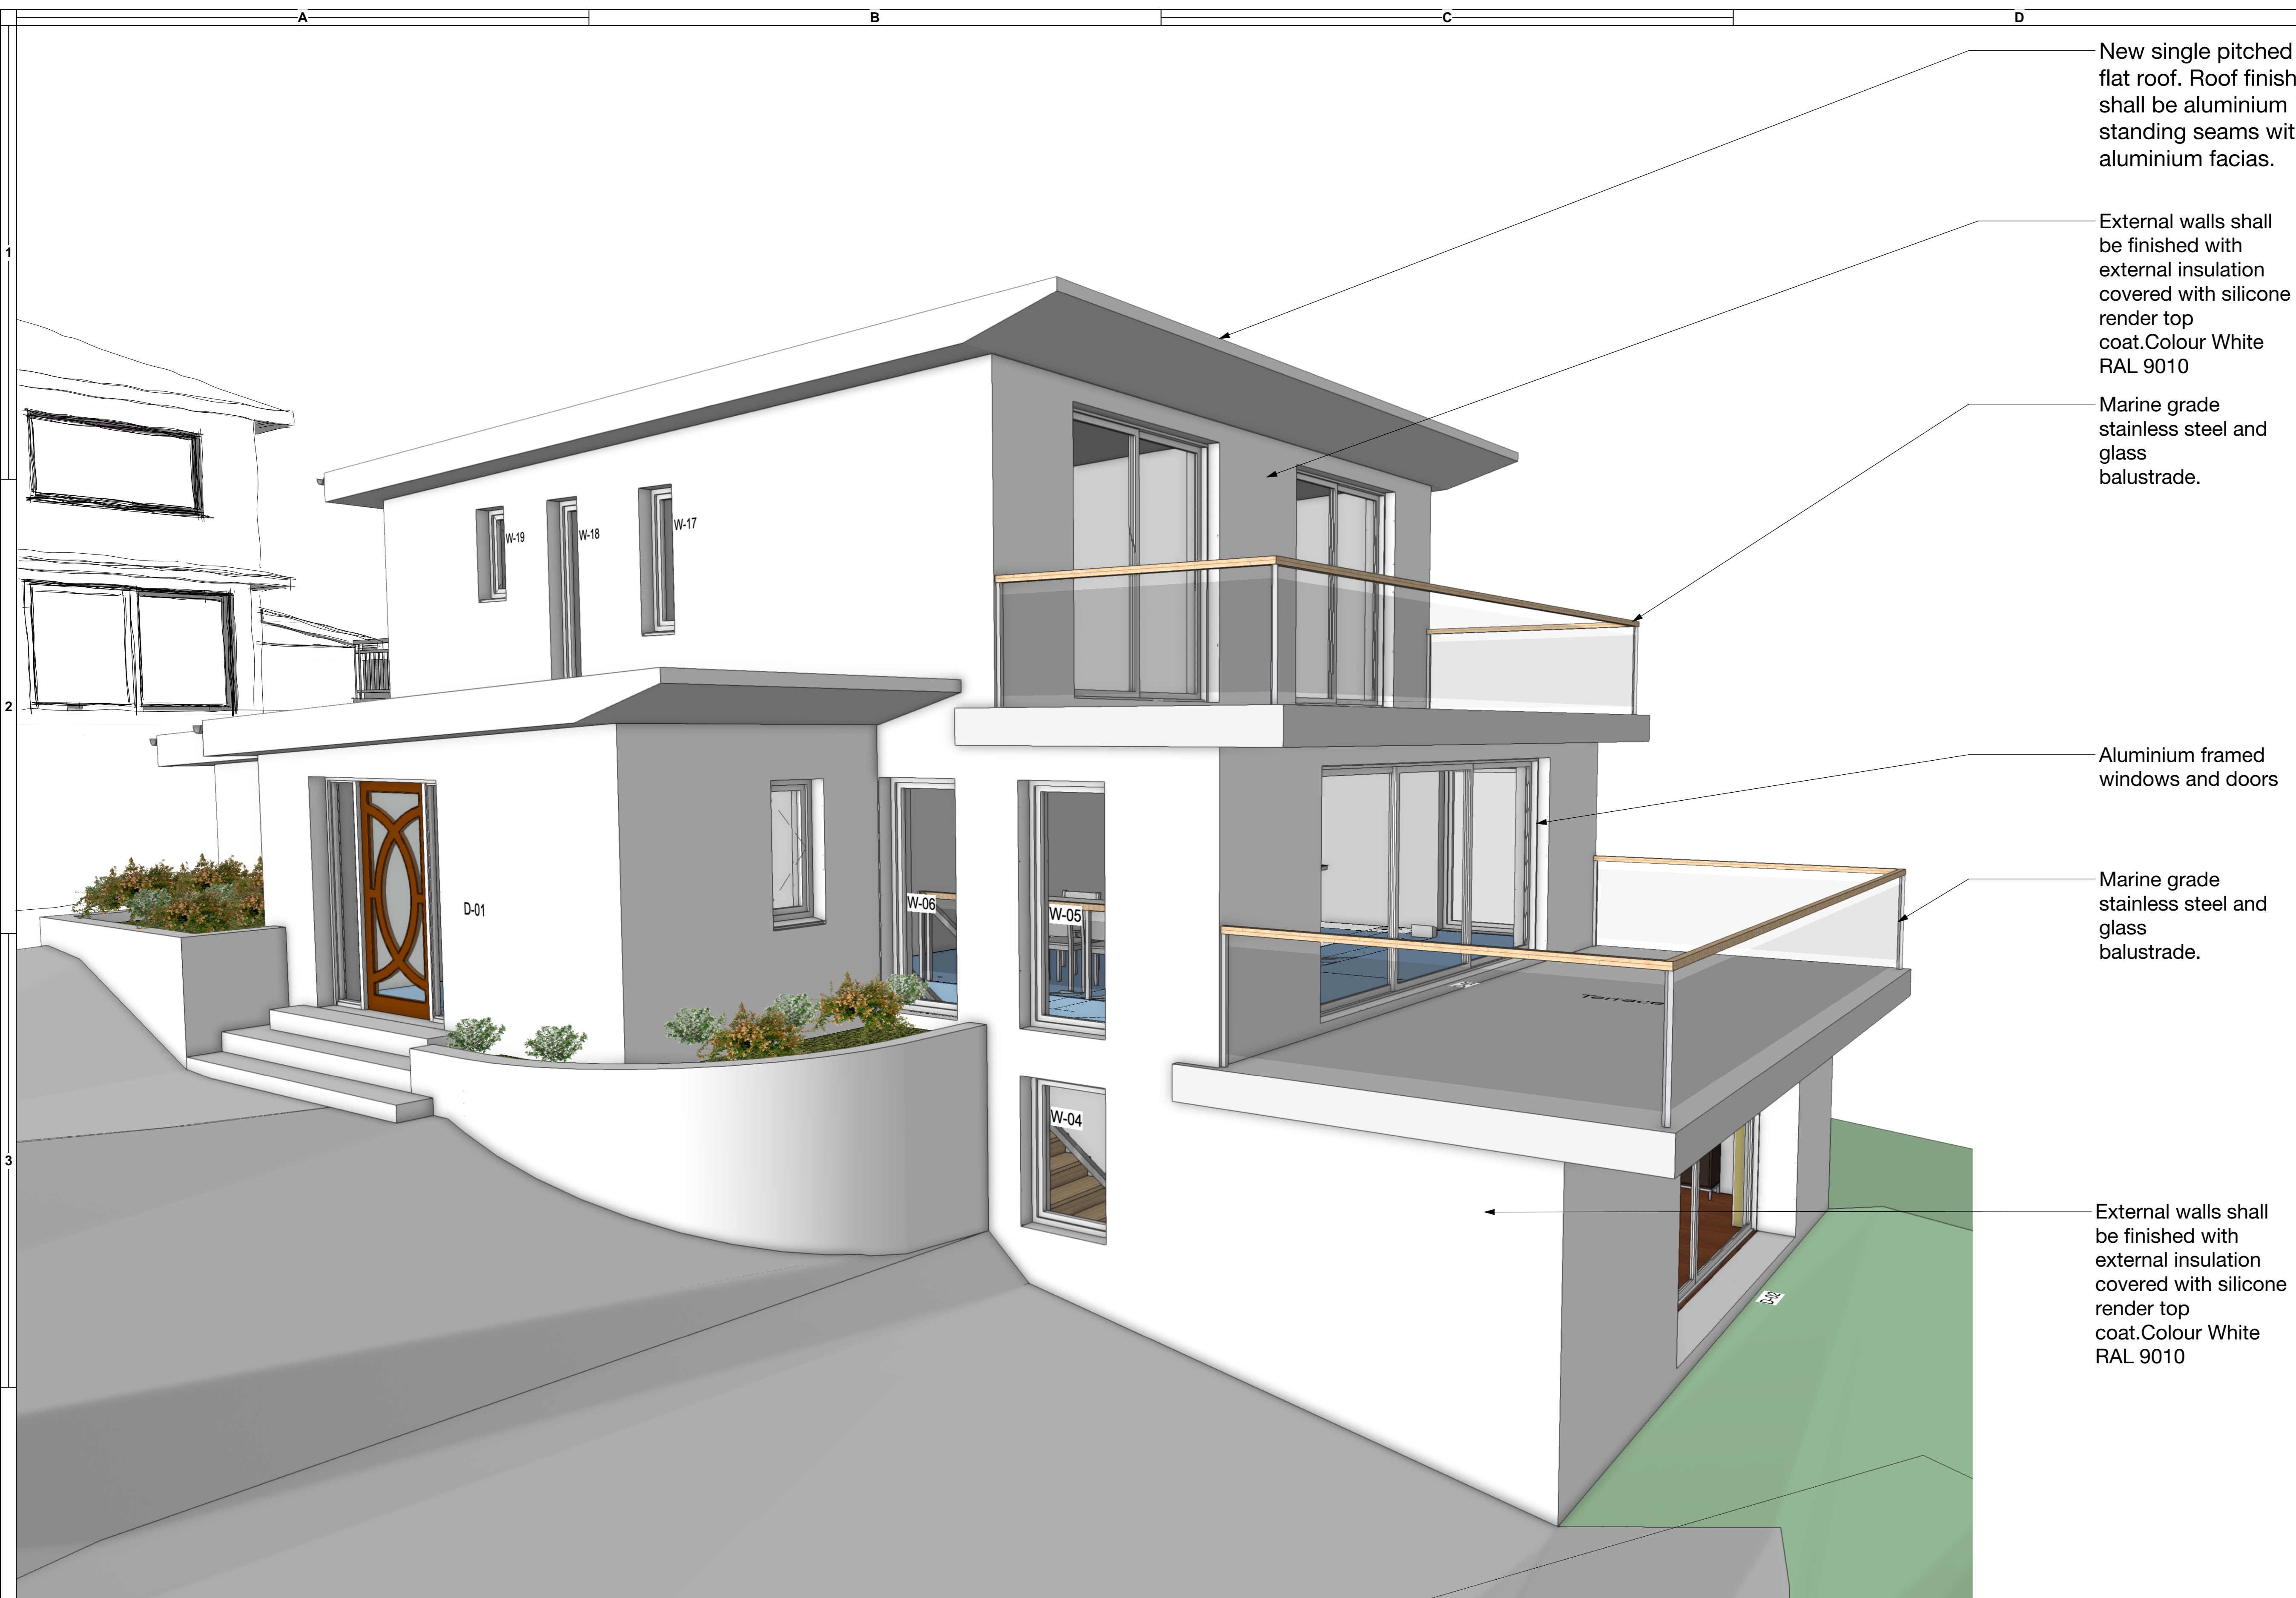 A
B
C
D
1
2
3
New single pitched
flat roof. Roof finish
shall be aluminium
standing seams wit
aluminium facias.
External walls shall
be finished with
external insulation
covered with silicone
render top
coat.Colour White
RAL 9010
Marine grade
stainless steel and
glass
balustrade.
Aluminium framed
windows and doors
Marine grade
stainless steel and
glass
balustrade.
External walls shall
be finished with
external insulation
covered with silicone
render top
coat.Colour White
RAL 9010
W-19
W-18
W-17
D-01
W-06
W-05
W-04
Terrace
D-02